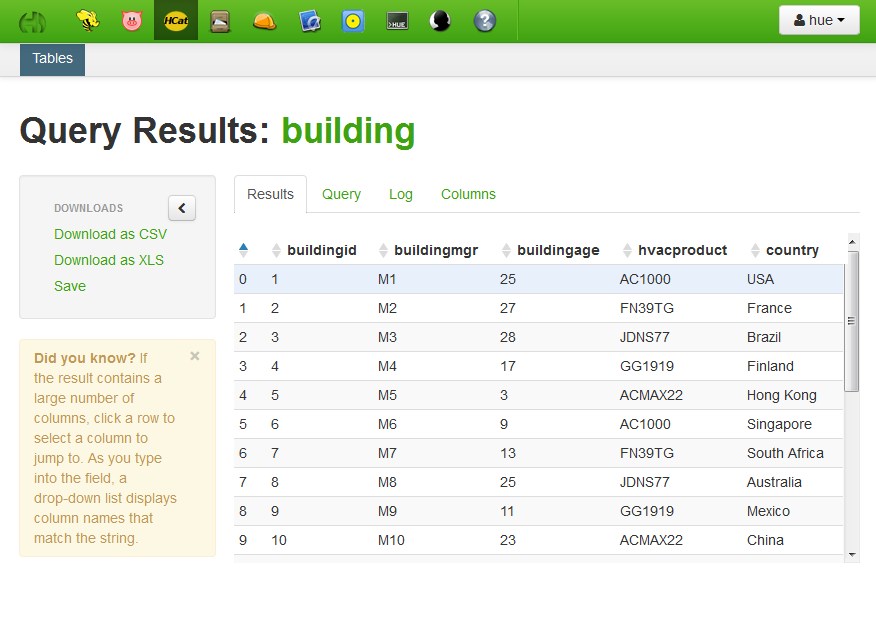 HCat
HUE
?
hue
Tables
Query Results: building
DOWNLOADS
Download as CSV
Download as XLS
Save
Did you know? If
the result contains a
large number of
columns, click a row to
select a column to
jump to. As you type
into the field, a
drop-down list displays
column names that
match the string.
×
Results Query Log Columns
buildingid buildingmgr buildingage hvacproduct country
0 1 M1 25 AC1000 USA
1 2 M2 27 FN39TG France
2 3 M3 28 JDNS77 Brazil
3 4 M4 17 GG1919 Finland
4 5 M5 3 ACMAX22 Hong Kong
5 6 M6 9 AC1000 Singapore
6 7 M7 13 FN39TG South Africa
7 8 M8 25 JDNS77 Australia
8 9 M9 11 GG1919 Mexico
9 10 M10 23 ACMAX22 China